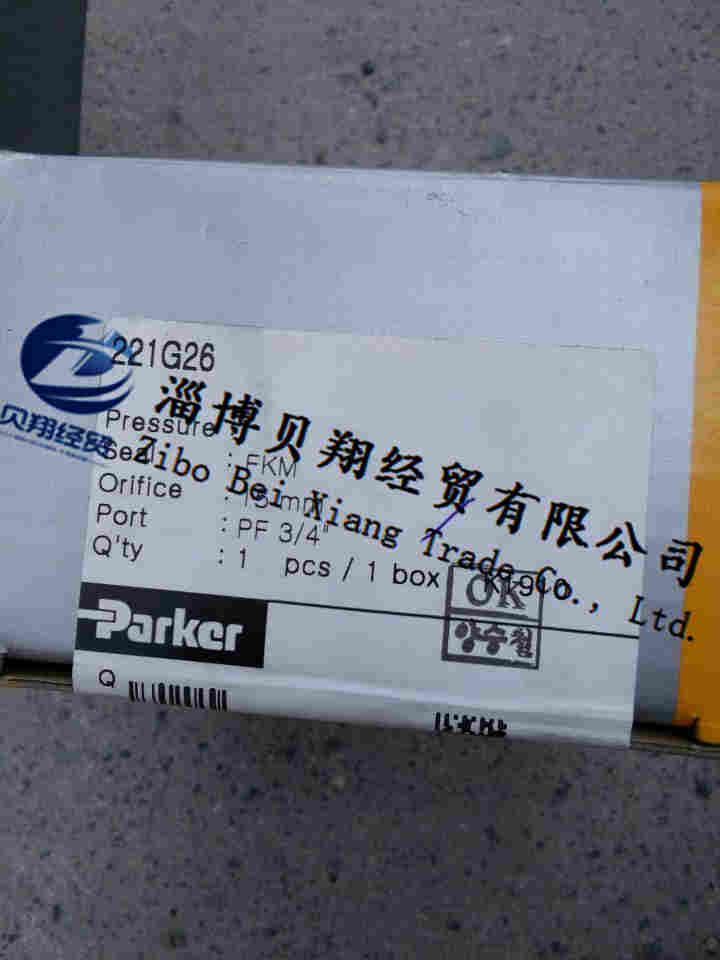 221G26
Pressure
Seal : FKM
Orifice : 15 mm
Port : PF 3/4"
Q'ty : 1 pcs / 1 box
Parker
OK
양승철
Q
贝翔经贸
淄博贝翔经贸有限公司
Zibo Bei Xiang Trade Co., Ltd.